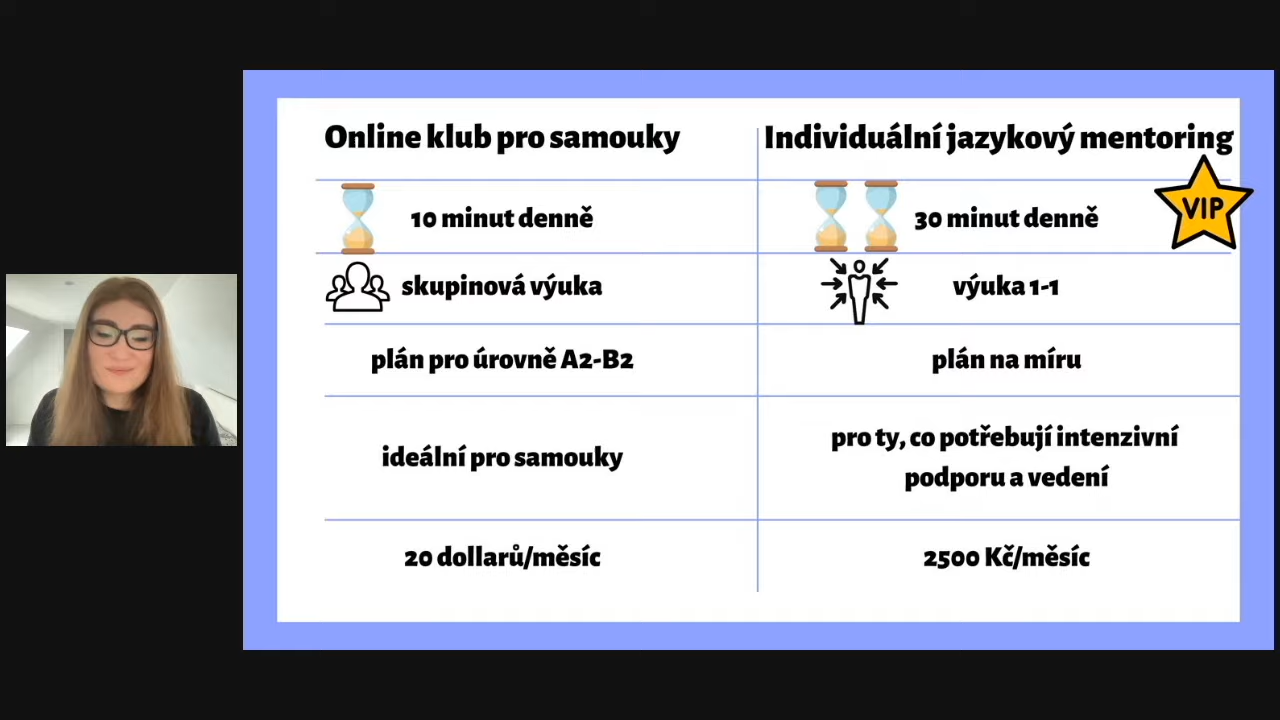 Online klub pro samouky
Individuální jazykový mentoring
10 minut denně
30 minut denně
VIP
skupinová výuka
výuka 1-1
plán pro úrovně A2-B2
plán na míru
ideální pro samouky
pro ty, co potřebují intenzivní
podporu a vedení
20 dollarů/měsíc
2500 Kč/měsíc